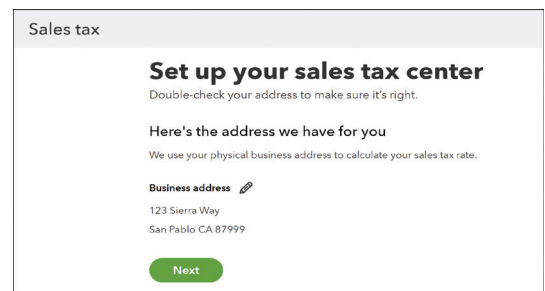 Sales tax
Set up your sales tax center
Double-check your address to make sure it's right.
Here's the address we have for you
We use your physical business address to calculate your sales tax rate.
Business address
123 Sierra Way
San Pablo CA 87999
Next